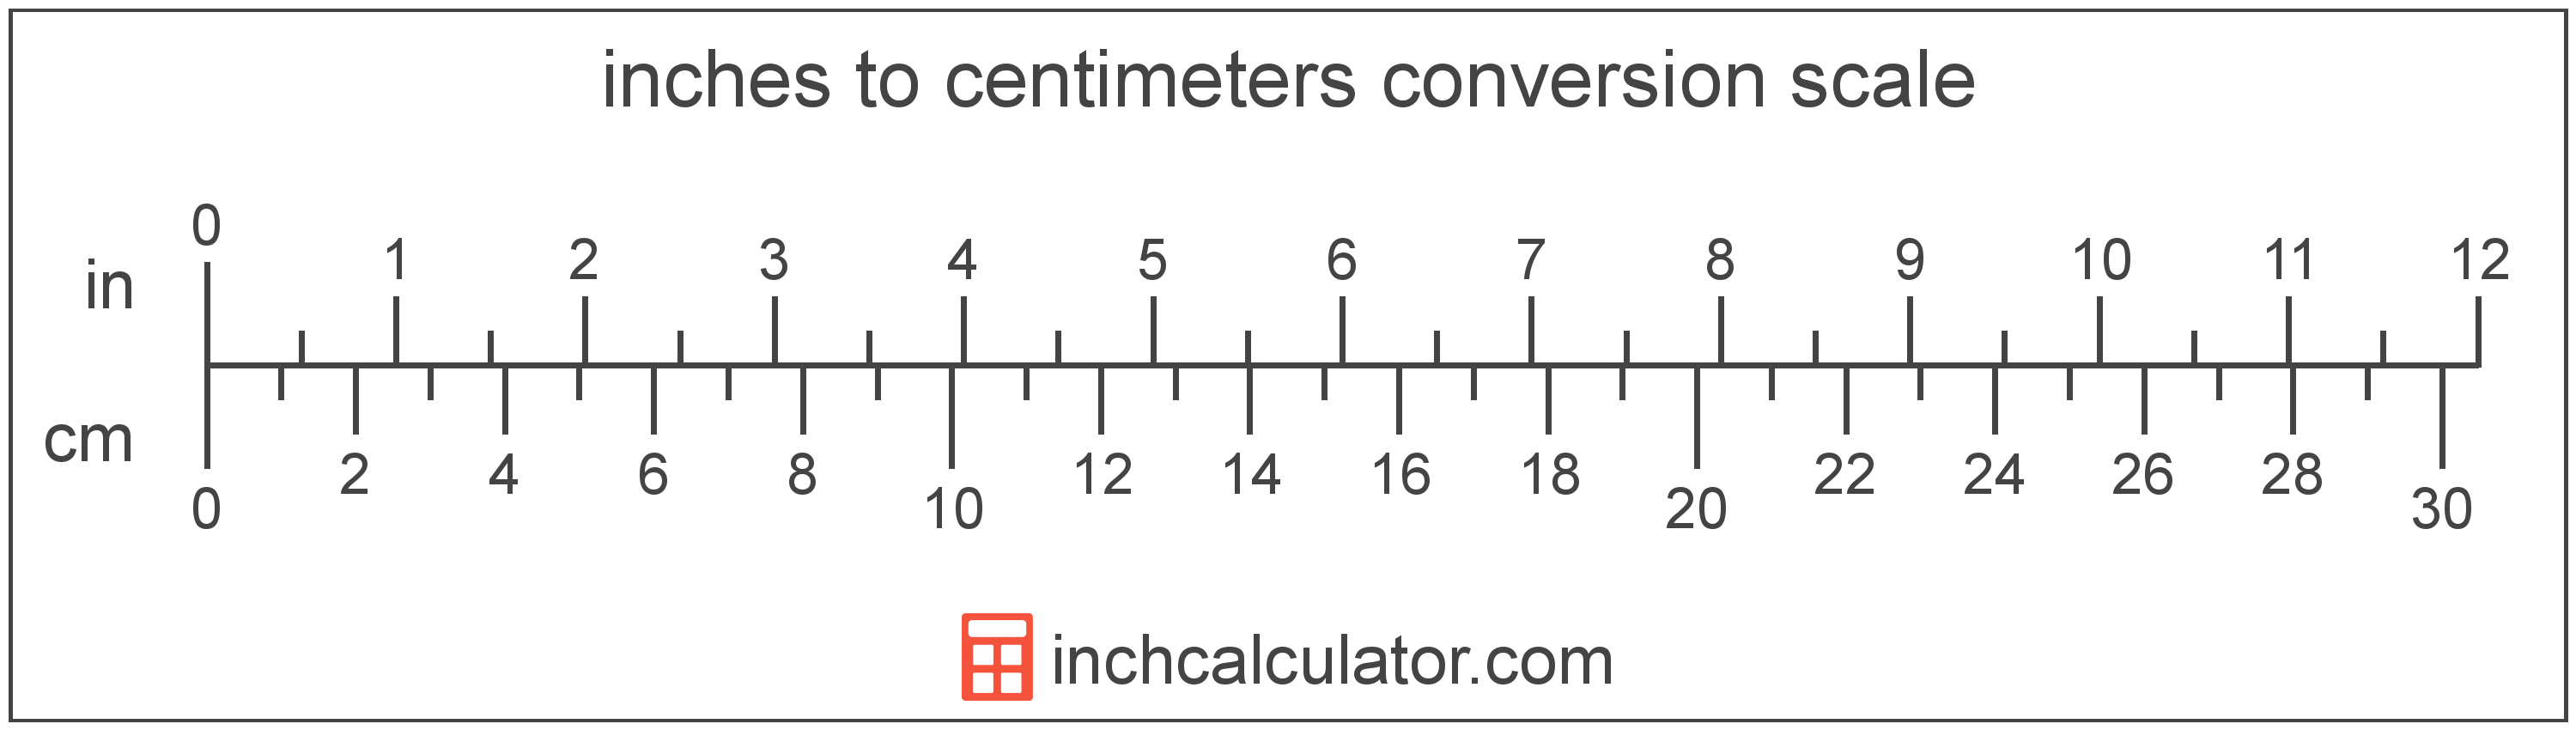 inches to centimeters conversion scale
0
in 1 2 3 4 5 6 7 8 9 10 11 12
cm 2 4 6 8 12 14 16 18 22 24 26 28
0 10 20 30
inchcalculator.com